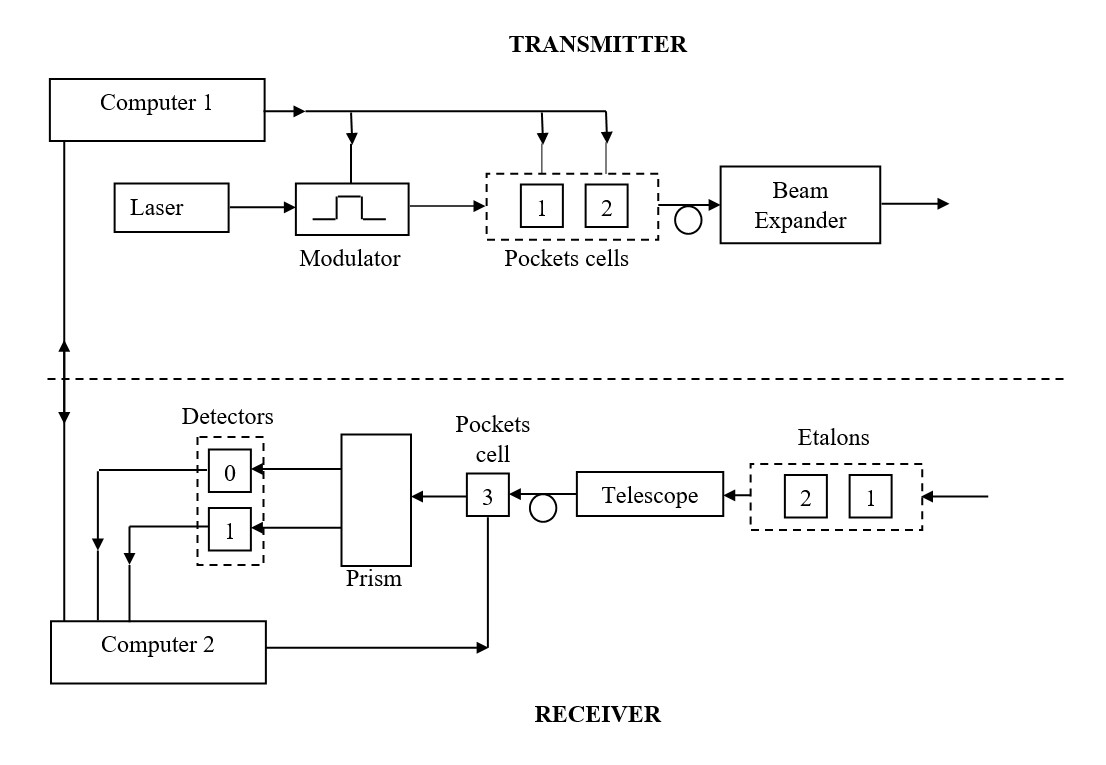 TRANSMITTER
Computer 1
Laser
Modulator
1
2
Pockets cells
Beam
Expander
Detectors
0
1
Prism
Pockets
cell
3
Telescope
Etalons
2
1
Computer 2
RECEIVER